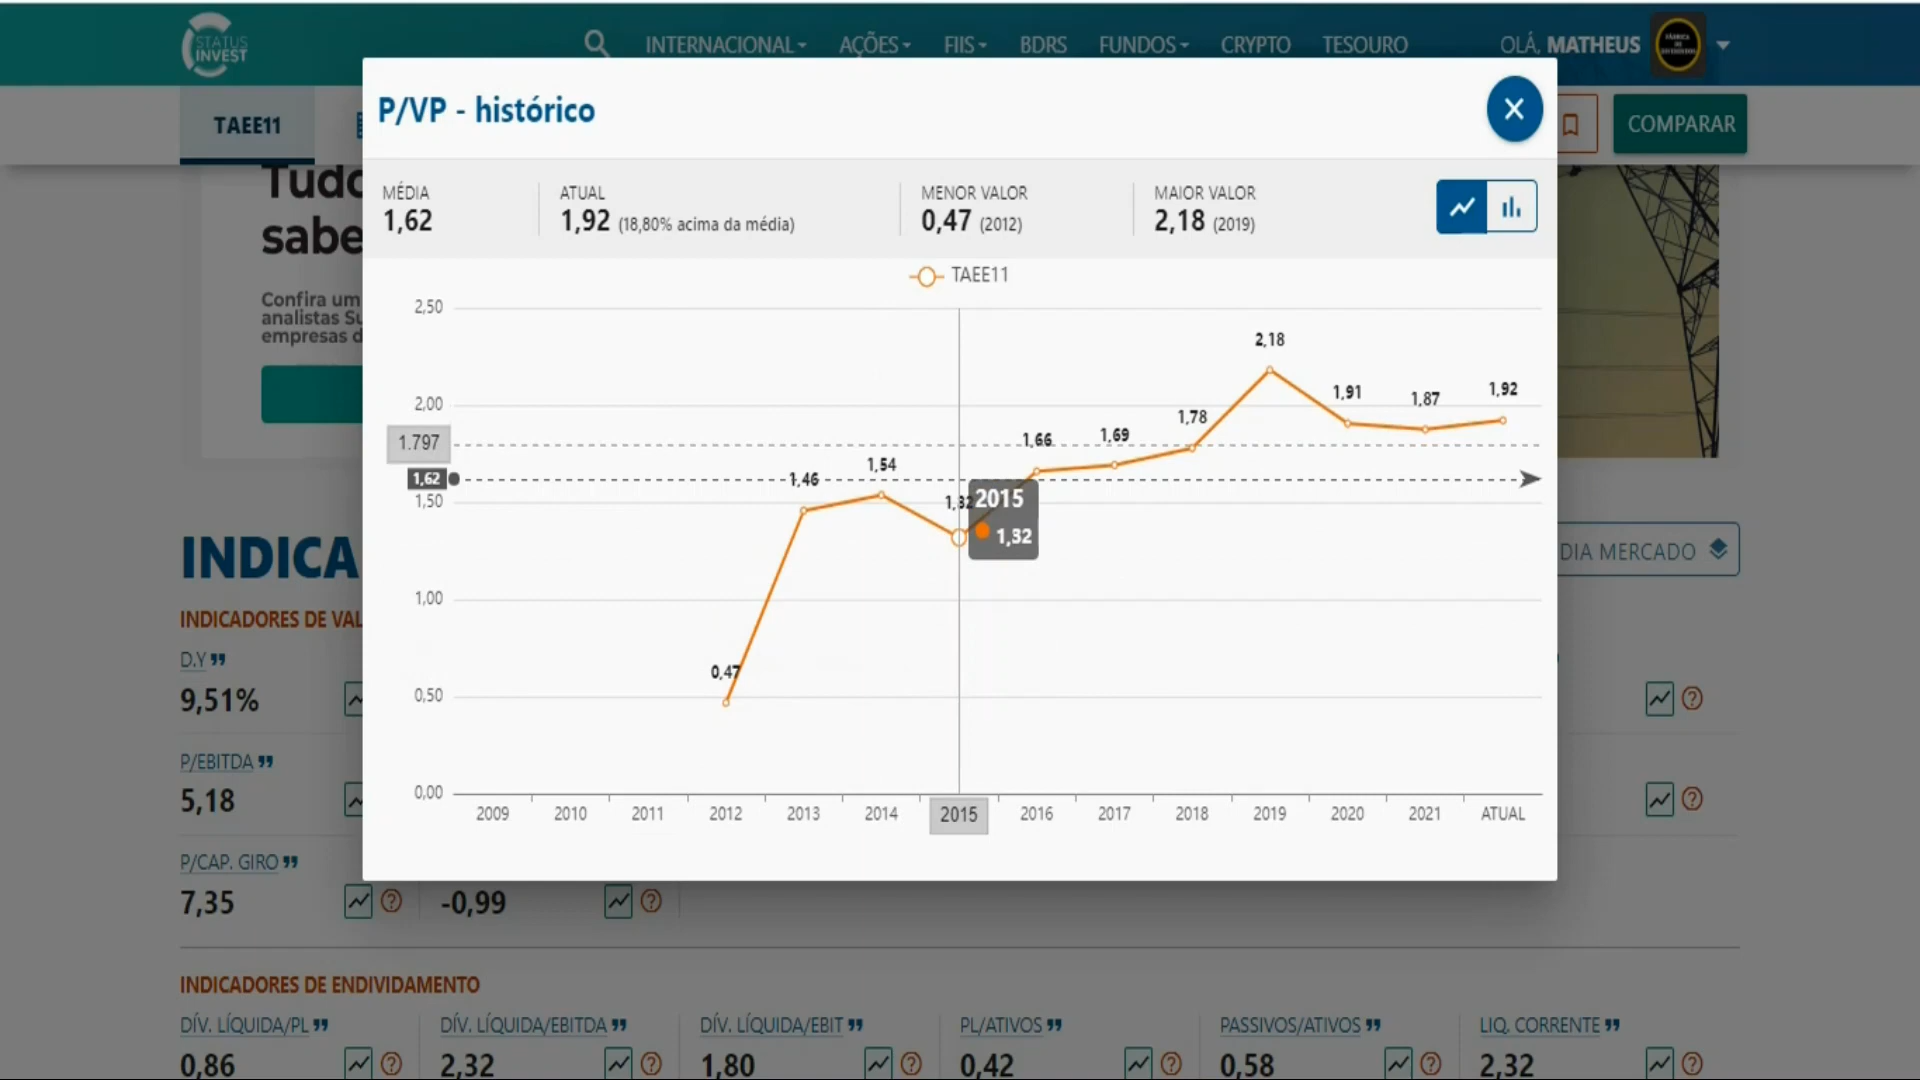 STATUS
INVEST
INTERNACIONAL
AÇÕES
FIIS
BDRS
FUNDOS
CRYPTO
TESOURO
OLÁ, MATHEUS
TAEE11
COMPARAR
P/VP - histórico
MÉDIA
1,62
ATUAL
1,92 (18,80% acima da média)
MENOR VALOR
0,47 (2012)
MAIOR VALOR
2,18 (2019)
Tudo
sabe
Confira um
analistas Su
empresas d
TAEE11
2,50
2,00
1.797
1,62
1,50
1,00
0,50
0,00
0,47
1,46
1,54
1,32
1,66
1,69
1,78
2,18
1,91
1,87
1,92
2015
1,32
2009
2010
2011
2012
2013
2014
2015
2016
2017
2018
2019
2020
2021
ATUAL
INDICA
DIA MERCADO
INDICADORES DE VAL
D.Y
9,51%
P/EBITDA
5,18
P/CAP. GIRO
7,35
-0,99
INDICADORES DE ENDIVIDAMENTO
DÍV. LÍQUIDA/PL
0,86
DÍV. LÍQUIDA/EBITDA
2,32
DÍV. LÍQUIDA/EBIT
1,80
PL/ATIVOS
0,42
PASSIVOS/ATIVOS
0,58
LIQ. CORRENTE
2,32